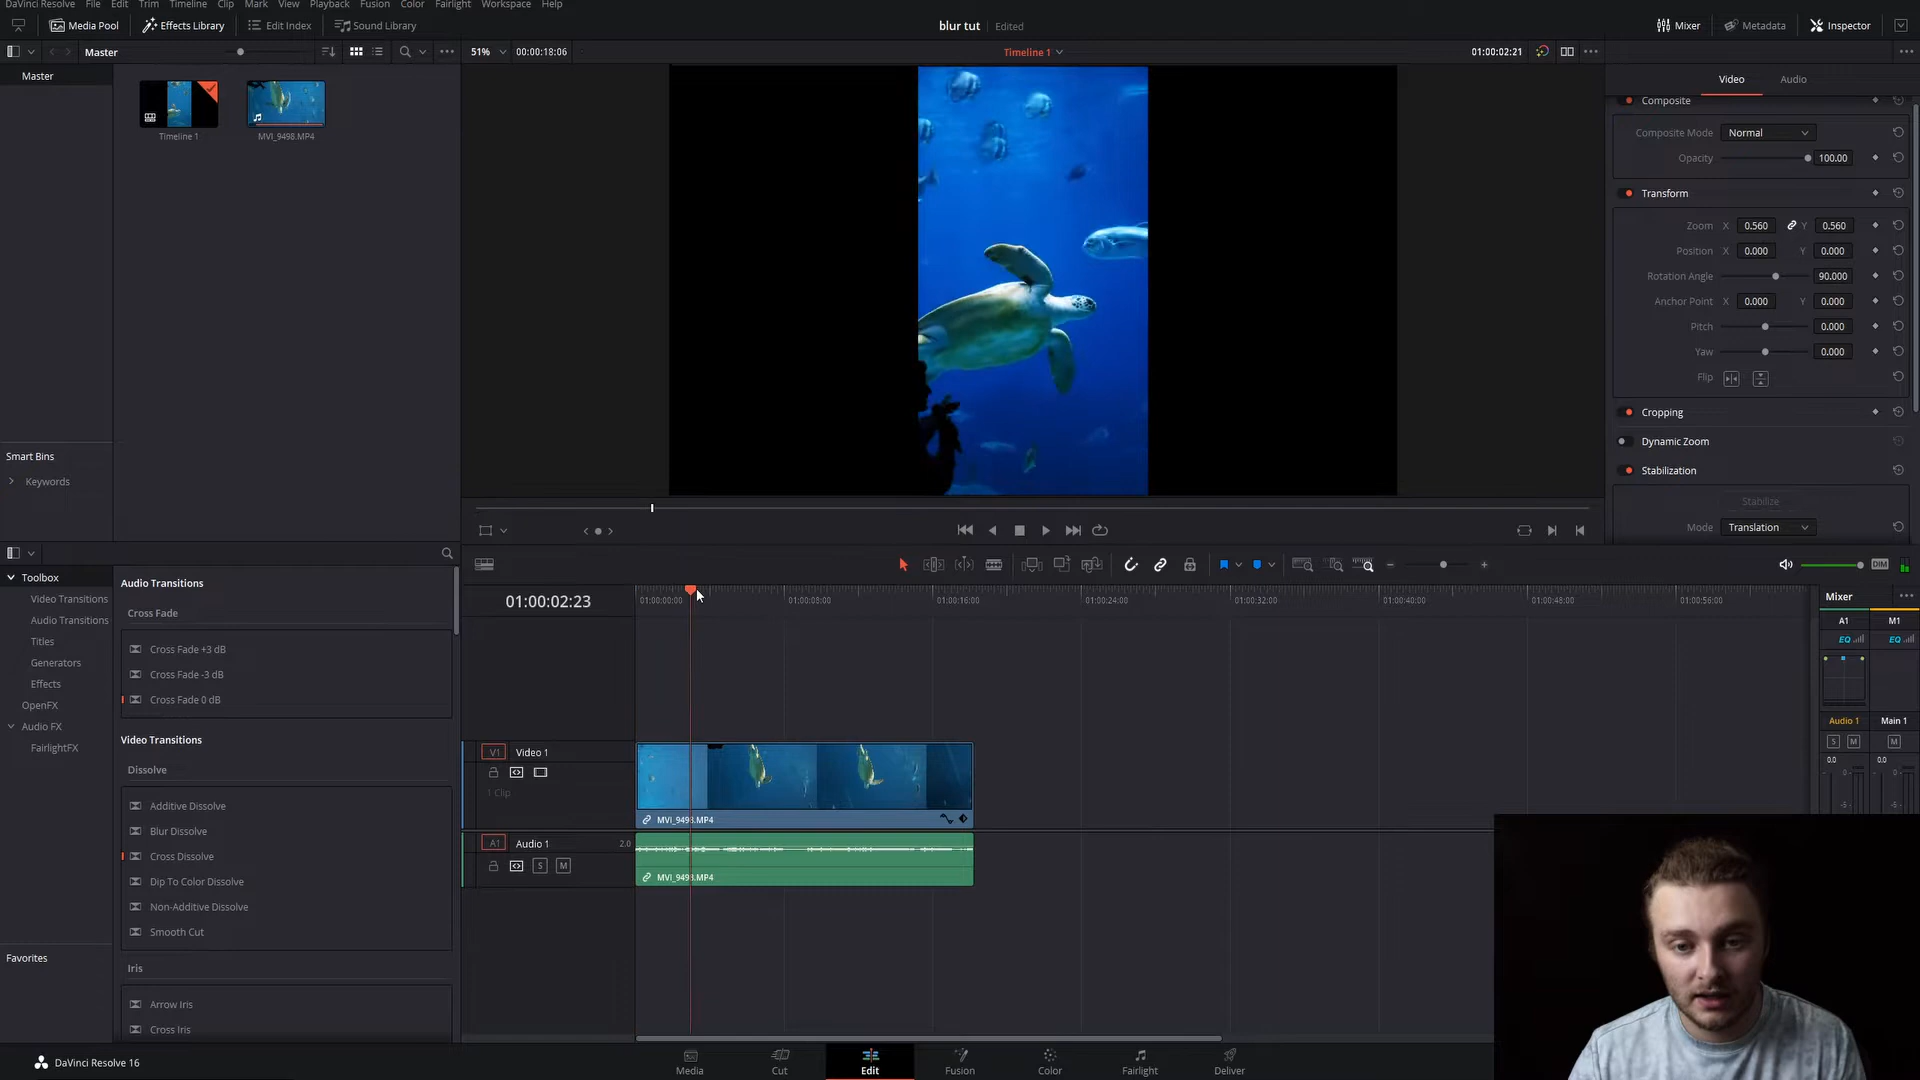 DaVinci Resolve File Edit Trim Timeline Clip Mark View Playback Fusion Color Fairlight Workspace Help
Media Pool Effects Library Edit Index Sound Library blur tut Edited Mixer Metadata Inspector
Master 51% 00:00:18:06 Timeline 1 01:00:02:21
Master
Timeline 1 MVI_9498.MP4
Smart Bins
Keywords
Video Audio
Composite
Composite Mode Normal
Opacity 100.00
Transform
Zoom X 0.560 Y 0.560
Position X 0.000 Y 0.000
Rotation Angle 90.000
Anchor Point X 0.000 Y 0.000
Pitch 0.000
Yaw 0.000
Flip
Cropping
Dynamic Zoom
Stabilization
Stabilize
Mode Translation
Toolbox
Video Transitions
Audio Transitions
Titles
Generators
Effects
OpenFX
Audio FX
FairlightFX
Favorites
Audio Transitions
Cross Fade
Cross Fade +3 dB
Cross Fade -3 dB
Cross Fade 0 dB
Video Transitions
Dissolve
Additive Dissolve
Blur Dissolve
Cross Dissolve
Dip To Color Dissolve
Non-Additive Dissolve
Smooth Cut
Iris
Arrow Iris
Cross Iris
DIM
01:00:02:23 01:00:00:00 01:00:08:00 01:00:16:00 01:00:24:00 01:00:32:00 01:00:40:00 01:00:48:00 01:00:56:00
V1 Video 1
1 Clip
MVI_9498.MP4
A1 Audio 1 2.0
S M
MVI_9498.MP4
Mixer
A1 M1
EQ EQ
Audio 1 Main 1
S M M
0.0 0.0
-5 -5
DaVinci Resolve 16
Media Cut Edit Fusion Color Fairlight Deliver